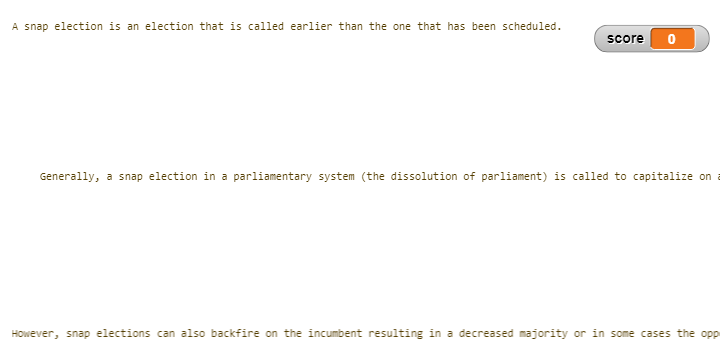 A snap election is an election that is called earlier than the one that has been scheduled.
score 0
Generally, a snap election in a parliamentary system (the dissolution of parliament) is called to capitalize on
However, snap elections can also backfire on the incumbent resulting in a decreased majority or in some cases the